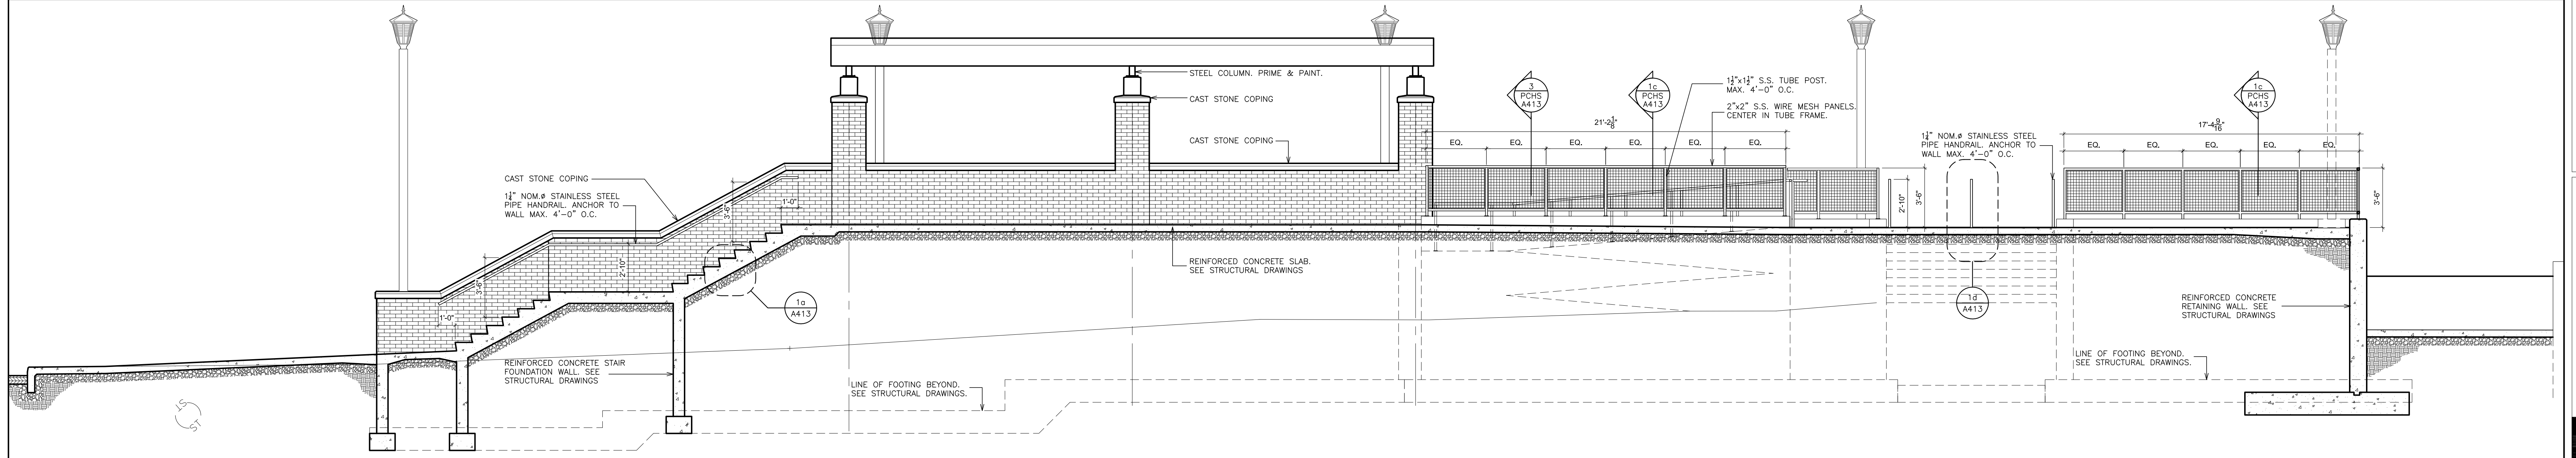 STEEL COLUMN. PRIME & PAINT.
CAST STONE COPING
CAST STONE COPING
CAST STONE COPING
1¼" NOM.ø STAINLESS STEEL
PIPE HANDRAIL. ANCHOR TO
WALL MAX. 4'-0" O.C.
3'-6"
1'-0"
2'-10"
3'-6"
1'-0"
1a
A413
REINFORCED CONCRETE STAIR
FOUNDATION WALL. SEE
STRUCTURAL DRAWINGS
REINFORCED CONCRETE SLAB.
SEE STRUCTURAL DRAWINGS
LINE OF FOOTING BEYOND.
SEE STRUCTURAL DRAWINGS.
3
PCHS
A413
1c
PCHS
A413
1½"x1½" S.S. TUBE POST.
MAX. 4'-0" O.C.
2"x2" S.S. WIRE MESH PANELS.
CENTER IN TUBE FRAME.
21'-2⅛"
EQ.
EQ.
EQ.
EQ.
EQ.
EQ.
1¼" NOM.ø STAINLESS STEEL
PIPE HANDRAIL. ANCHOR TO
WALL MAX. 4'-0" O.C.
2'-10"
3'-6"
1d
A413
1c
PCHS
A413
17'-4 9/16"
EQ.
EQ.
EQ.
EQ.
EQ.
3'-6"
REINFORCED CONCRETE
RETAINING WALL. SEE
STRUCTURAL DRAWINGS
LINE OF FOOTING BEYOND.
SEE STRUCTURAL DRAWINGS.
ST
ST